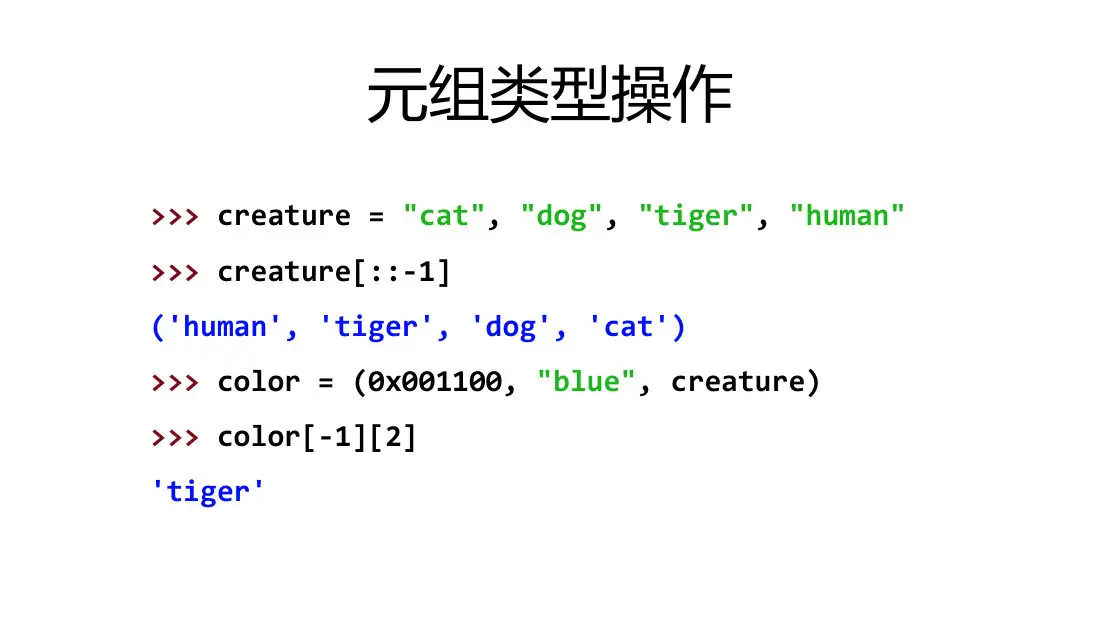 元组类型操作
>>> creature = "cat", "dog", "tiger", "human"
>>> creature[::-1]
('human', 'tiger', 'dog', 'cat')
>>> color = (0x001100, "blue", creature)
>>> color[-1][2]
'tiger'